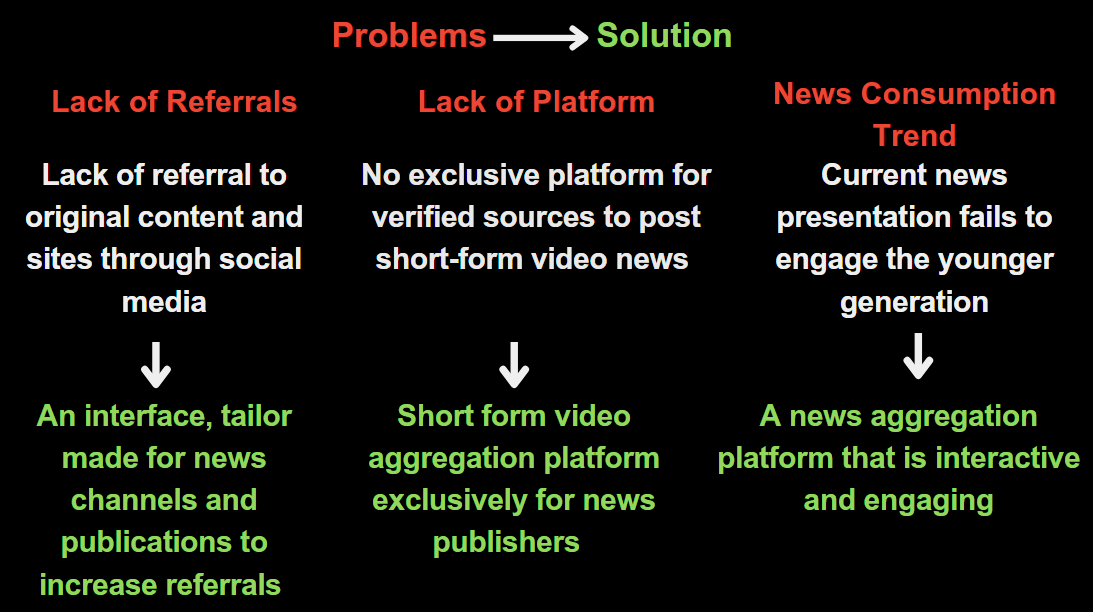 Problems Solution
Lack of Referrals
Lack of referral to
original content and
sites through social
media
An interface, tailor
made for news
channels and
publications to
increase referrals
Lack of Platform
No exclusive platform for
verified sources to post
short-form video news
Short form video
aggregation platform
exclusively for news
publishers
News Consumption
Trend
Current news
presentation fails to
engage the younger
generation
A news aggregation
platform that is interactive
and engaging